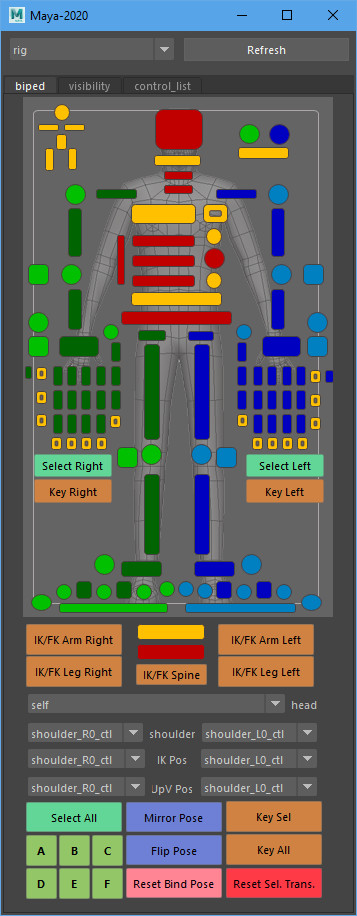 Maya-2020
rig Refresh
biped visibility control_list
Select Right Select Left
Key Right Key Left
IK/FK Arm Right IK/FK Arm Left
IK/FK Leg Right IK/FK Spine IK/FK Leg Left
self head
shoulder_R0_ctl shoulder shoulder_L0_ctl
shoulder_R0_ctl IK Pos shoulder_L0_ctl
shoulder_R0_ctl UpV Pos shoulder_L0_ctl
Select All Mirror Pose Key Sel
A B C Flip Pose Key All
D E F Reset Bind Pose Reset Sel. Trans.